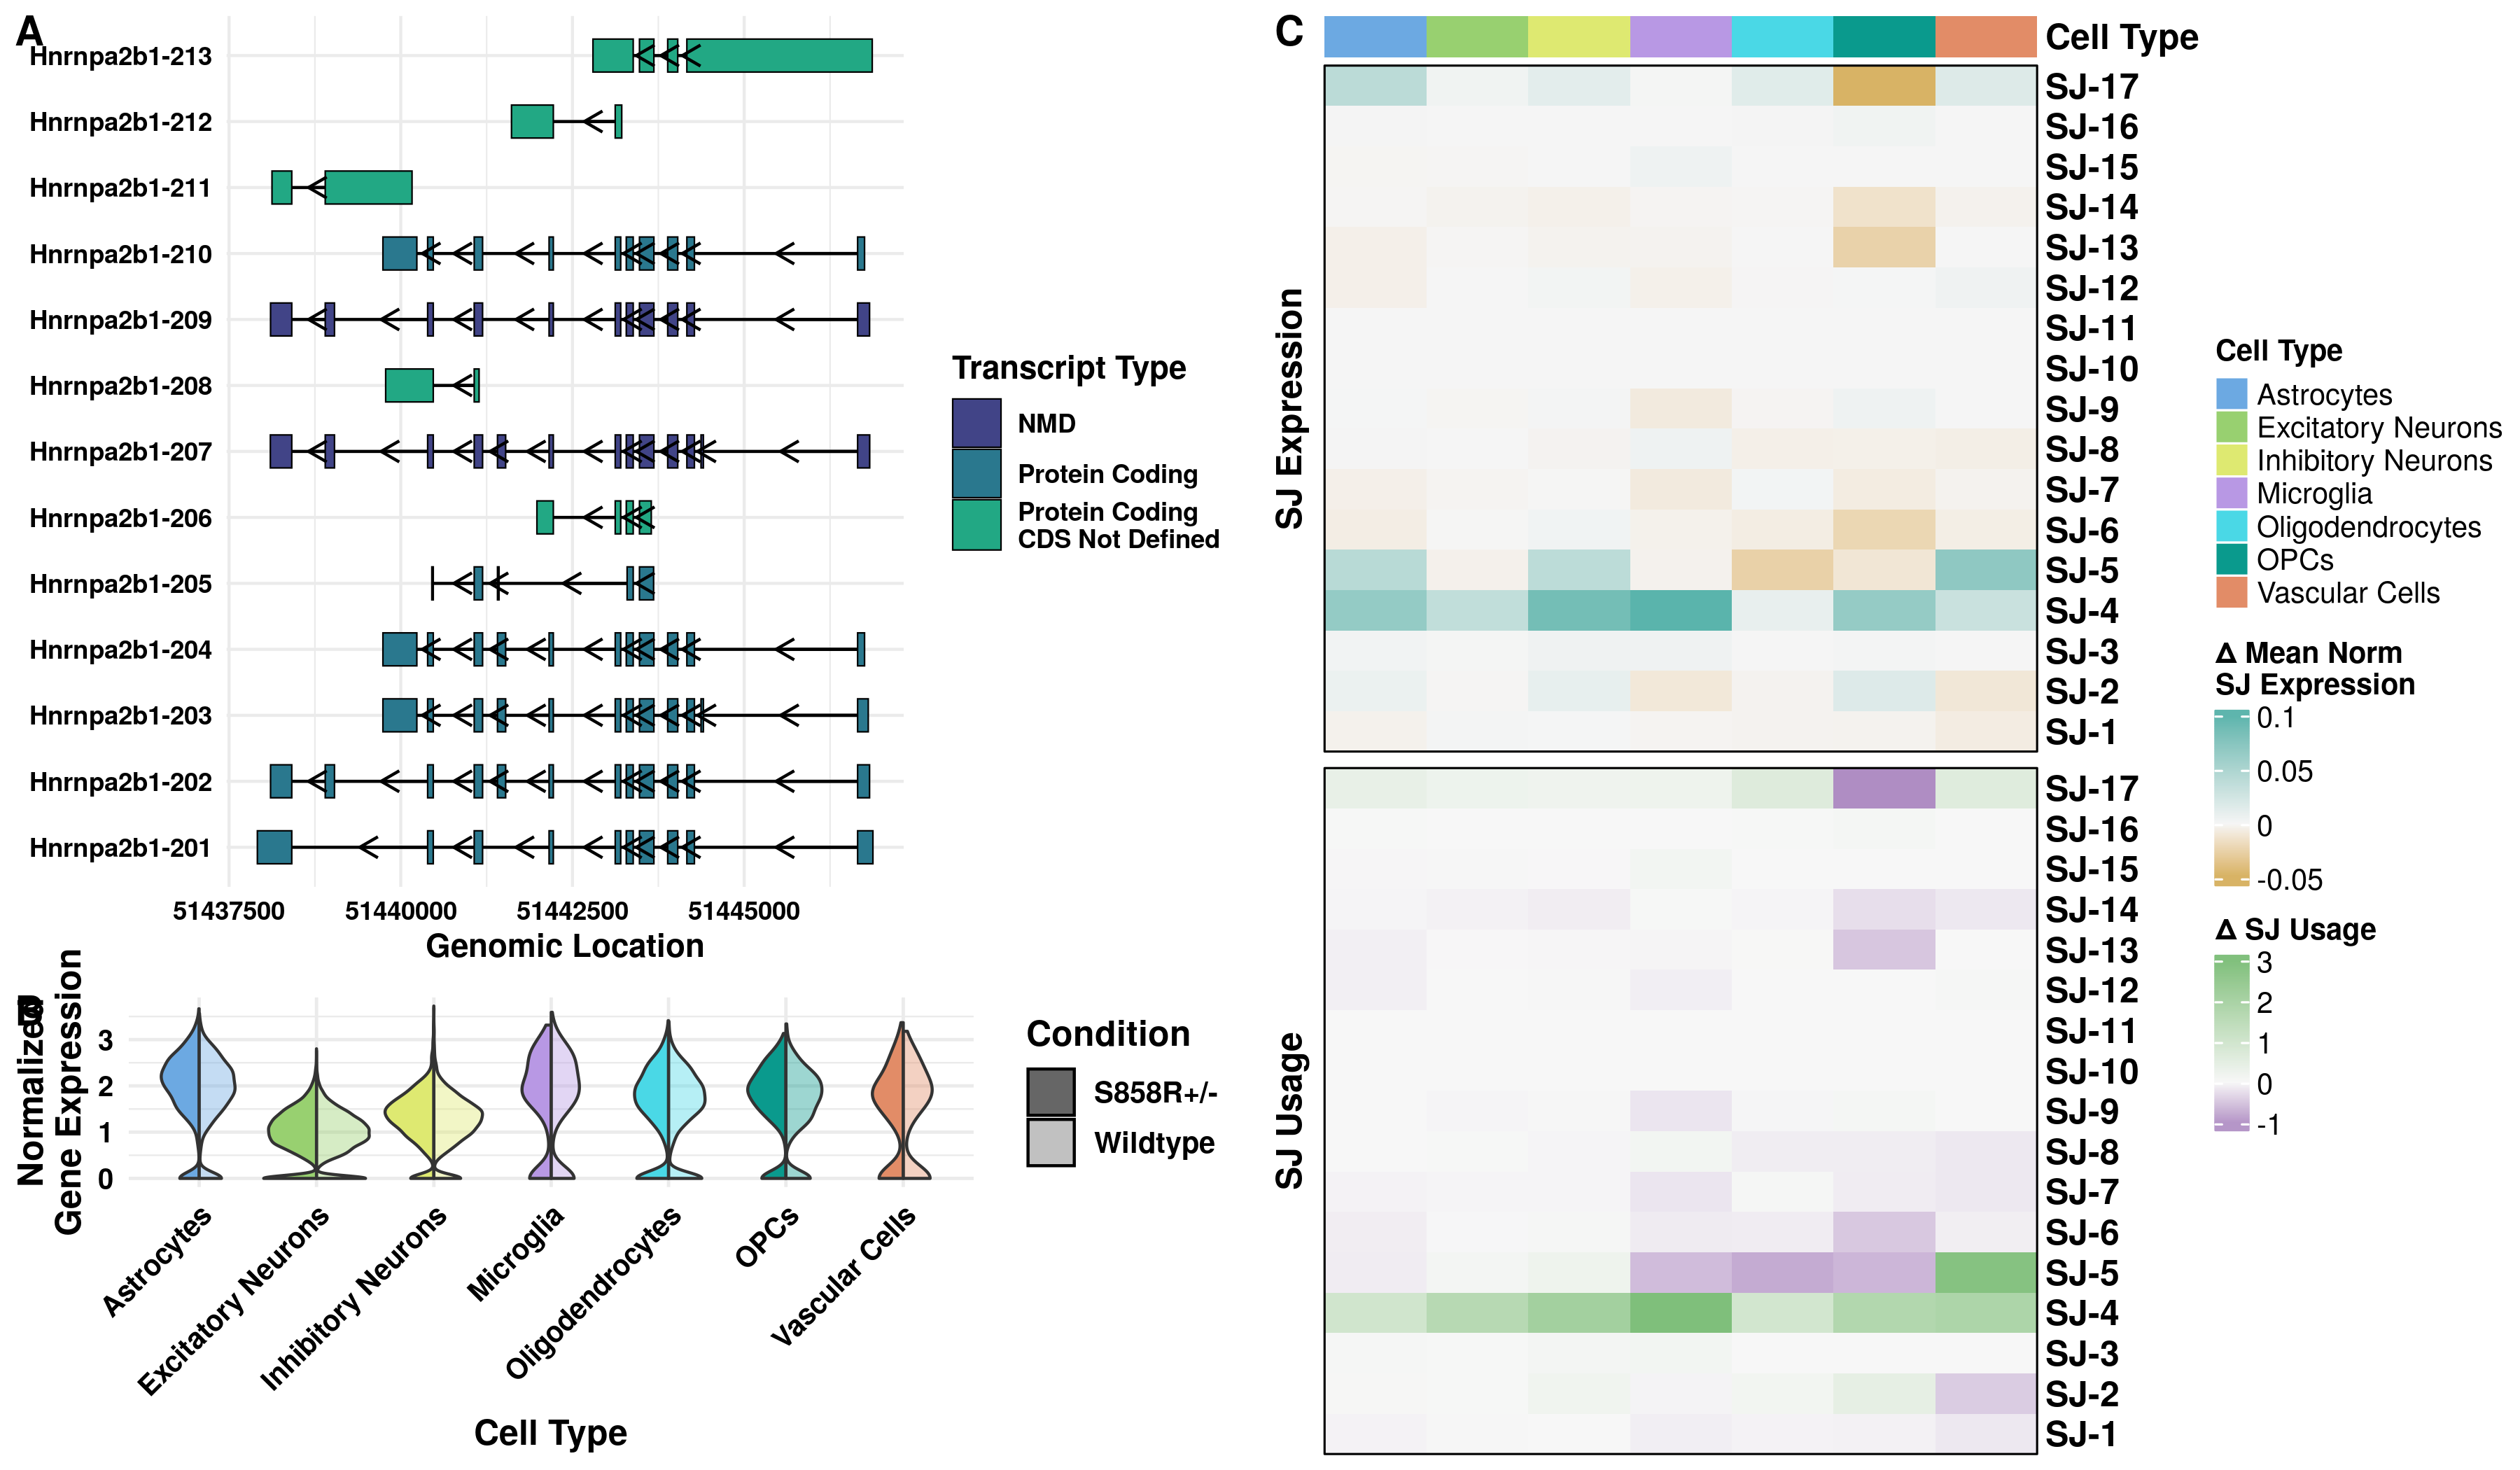 A
Hnrnpa2b1-213
Hnrnpa2b1-212
Hnrnpa2b1-211
Hnrnpa2b1-210
Hnrnpa2b1-209
Hnrnpa2b1-208
Hnrnpa2b1-207
Hnrnpa2b1-206
Hnrnpa2b1-205
Hnrnpa2b1-204
Hnrnpa2b1-203
Hnrnpa2b1-202
Hnrnpa2b1-201
51437500 51440000 51442500 51445000
Genomic Location
Transcript Type
NMD
Protein Coding
Protein Coding
CDS Not Defined
B
Normalized
Gene Expression
3
2
1
0
Astrocytes
Excitatory Neurons
Inhibitory Neurons
Microglia
Oligodendrocytes
OPCs
Vascular Cells
Cell Type
Condition
S858R+/-
Wildtype
C
Cell Type
SJ Expression
SJ-17
SJ-16
SJ-15
SJ-14
SJ-13
SJ-12
SJ-11
SJ-10
SJ-9
SJ-8
SJ-7
SJ-6
SJ-5
SJ-4
SJ-3
SJ-2
SJ-1
SJ Usage
SJ-17
SJ-16
SJ-15
SJ-14
SJ-13
SJ-12
SJ-11
SJ-10
SJ-9
SJ-8
SJ-7
SJ-6
SJ-5
SJ-4
SJ-3
SJ-2
SJ-1
Cell Type
Astrocytes
Excitatory Neurons
Inhibitory Neurons
Microglia
Oligodendrocytes
OPCs
Vascular Cells
Δ Mean Norm
SJ Expression
0.1
0.05
0
-0.05
Δ SJ Usage
3
2
1
0
-1